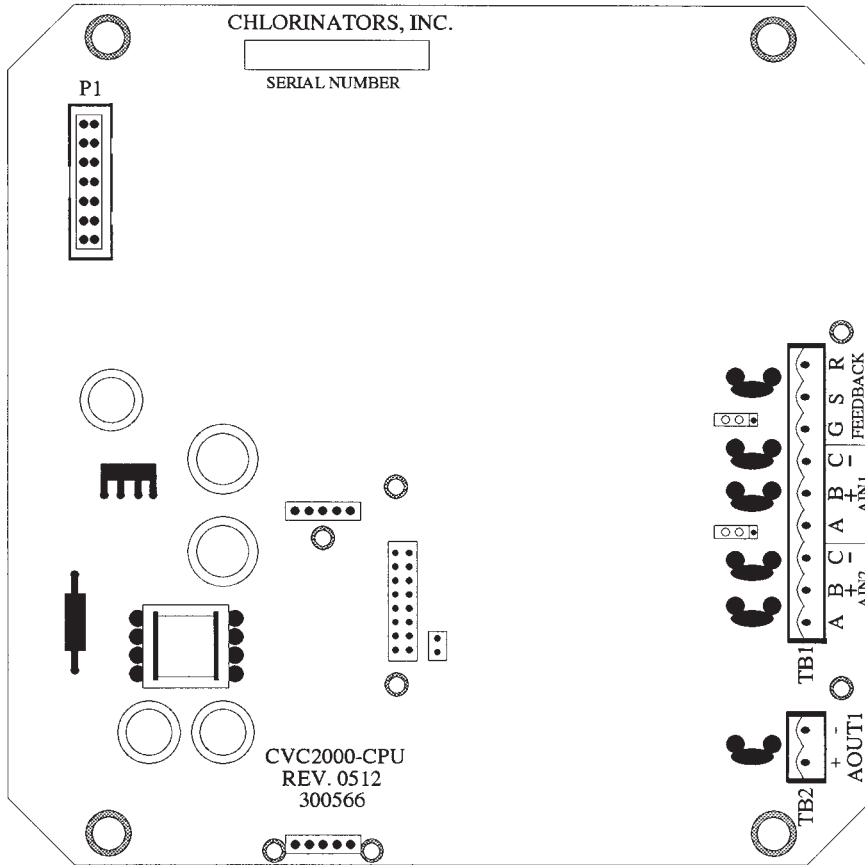 CHLORINATORS, INC.
SERIAL NUMBER
P1
R
S
G
FEEDBACK
C -
B +
A
AIN1
C -
B +
A
AIN2
TB1
-
+
AOUT1
TB2
CVC2000-CPU
REV. 0512
300566